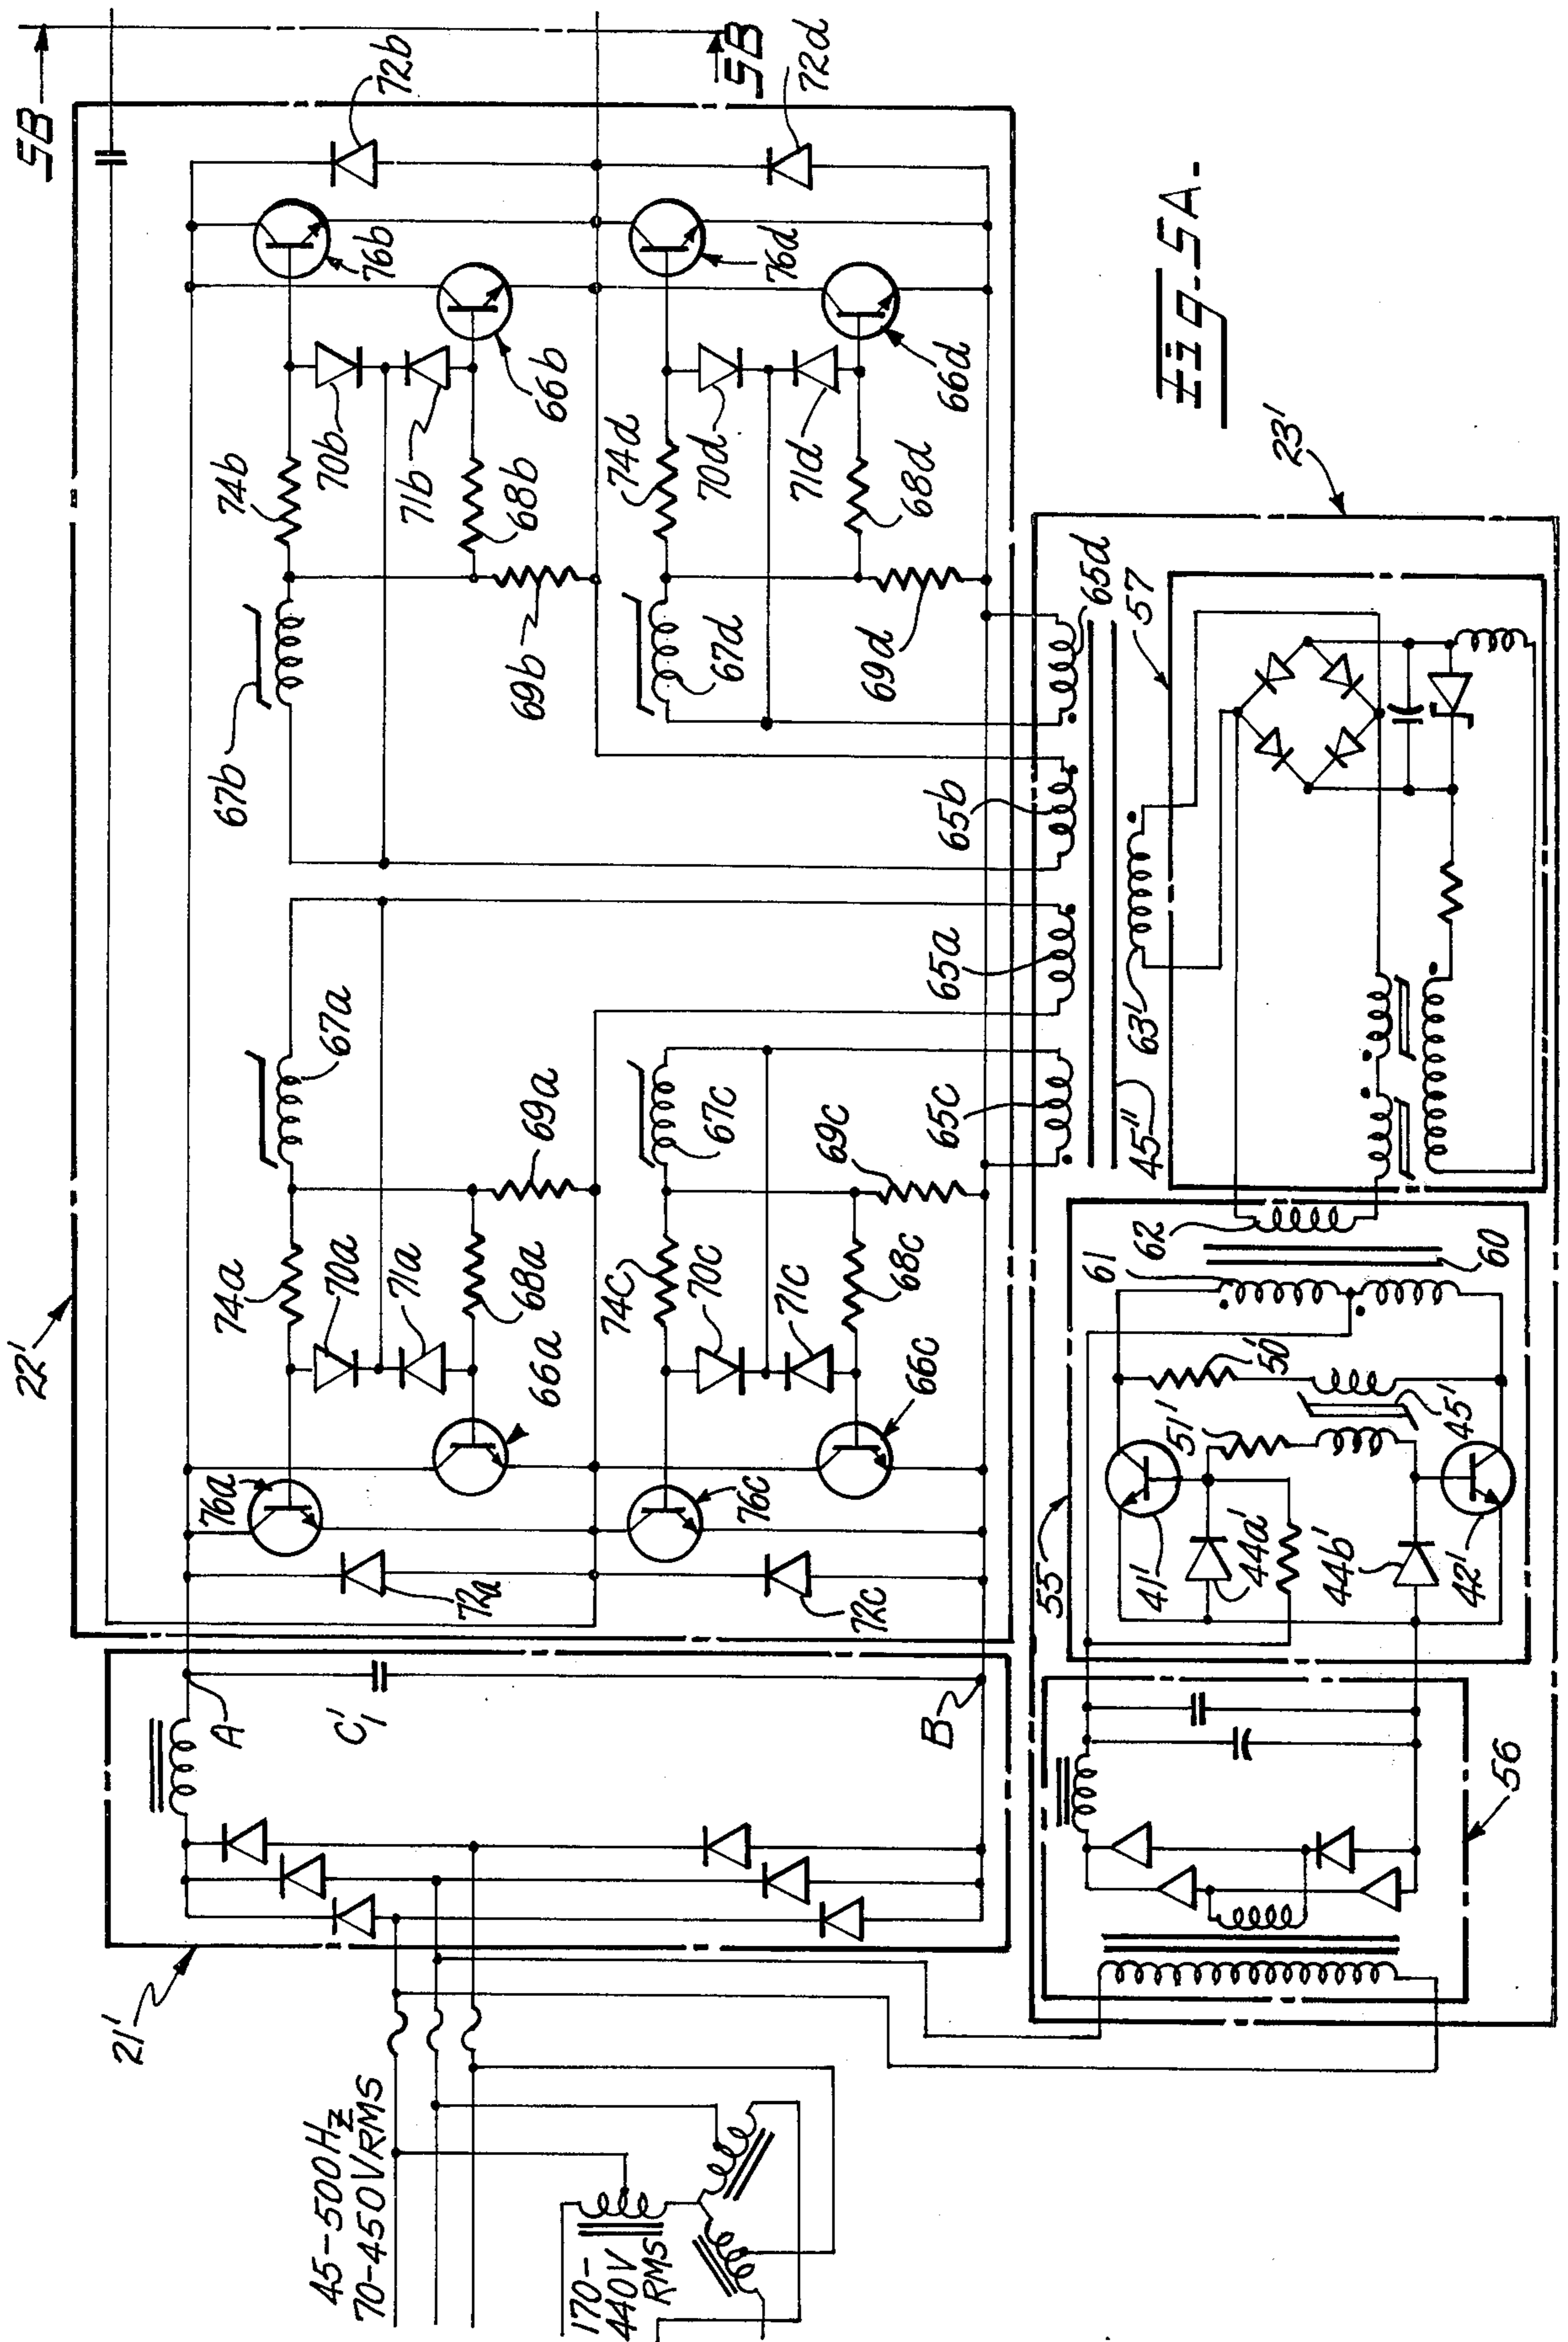 5B
5B
22'
72b
76b
72d
76d
74b
70b
71b
66b
68b
67b
69b
74d
70d
71d
66d
68d
67d
69d
67a
74a
70a
71a
69a
68a
66a
76a
72a
67c
74C
70c
71c
69c
68c
66c
76c
72c
21'
A
C'1
B
45-500Hz
70-450VRMS
170-
440V
RMS
65c
65a
65b
65d
45"
63'
57
23'
62
61
60
50'
51'
45'
55
41'
44a'
44b'
42'
56
Fig-5A-